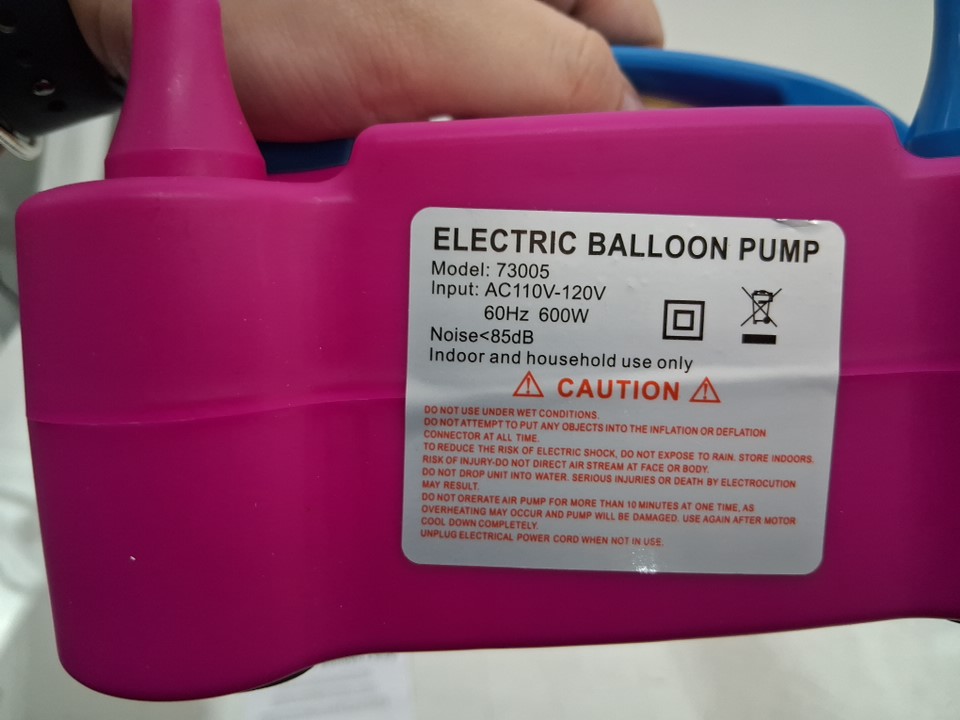 ELECTRIC BALLOON PUMP
Model: 73005
Input: AC110V-120V
60Hz 600W
Noise<85dB
Indoor and household use only
CAUTION
DO NOT USE UNDER WET CONDITIONS.
DO NOT ATTEMPT TO PUT ANY OBJECTS INTO THE INFLATION OR DEFLATION
CONNECTOR AT ALL TIME.
TO REDUCE THE RISK OF ELECTRIC SHOCK, DO NOT EXPOSE TO RAIN. STORE INDOORS.
RISK OF INJURY-DO NOT DIRECT AIR STREAM AT FACE OR BODY.
DO NOT DROP UNIT INTO WATER. SERIOUS INJURIES OR DEATH BY ELECTROCUTION
MAY RESULT.
DO NOT ORERATE AIR PUMP FOR MORE THAN 10 MINUTES AT ONE TIME, AS
OVERHEATING MAY OCCUR AND PUMP WILL BE DAMAGED. USE AGAIN AFTER MOTOR
COOL DOWN COMPLETELY.
UNPLUG ELECTRICAL POWER CORD WHEN NOT IN USE.